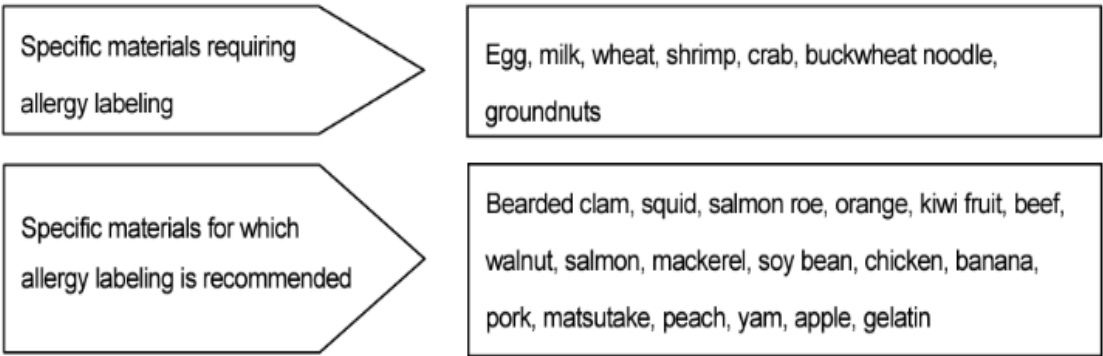 Specific materials requiring
allergy labeling
Egg, milk, wheat, shrimp, crab, buckwheat noodle,
groundnuts
Specific materials for which
allergy labeling is recommended
Bearded clam, squid, salmon roe, orange, kiwi fruit, beef,
walnut, salmon, mackerel, soy bean, chicken, banana,
pork, matsutake, peach, yam, apple, gelatin